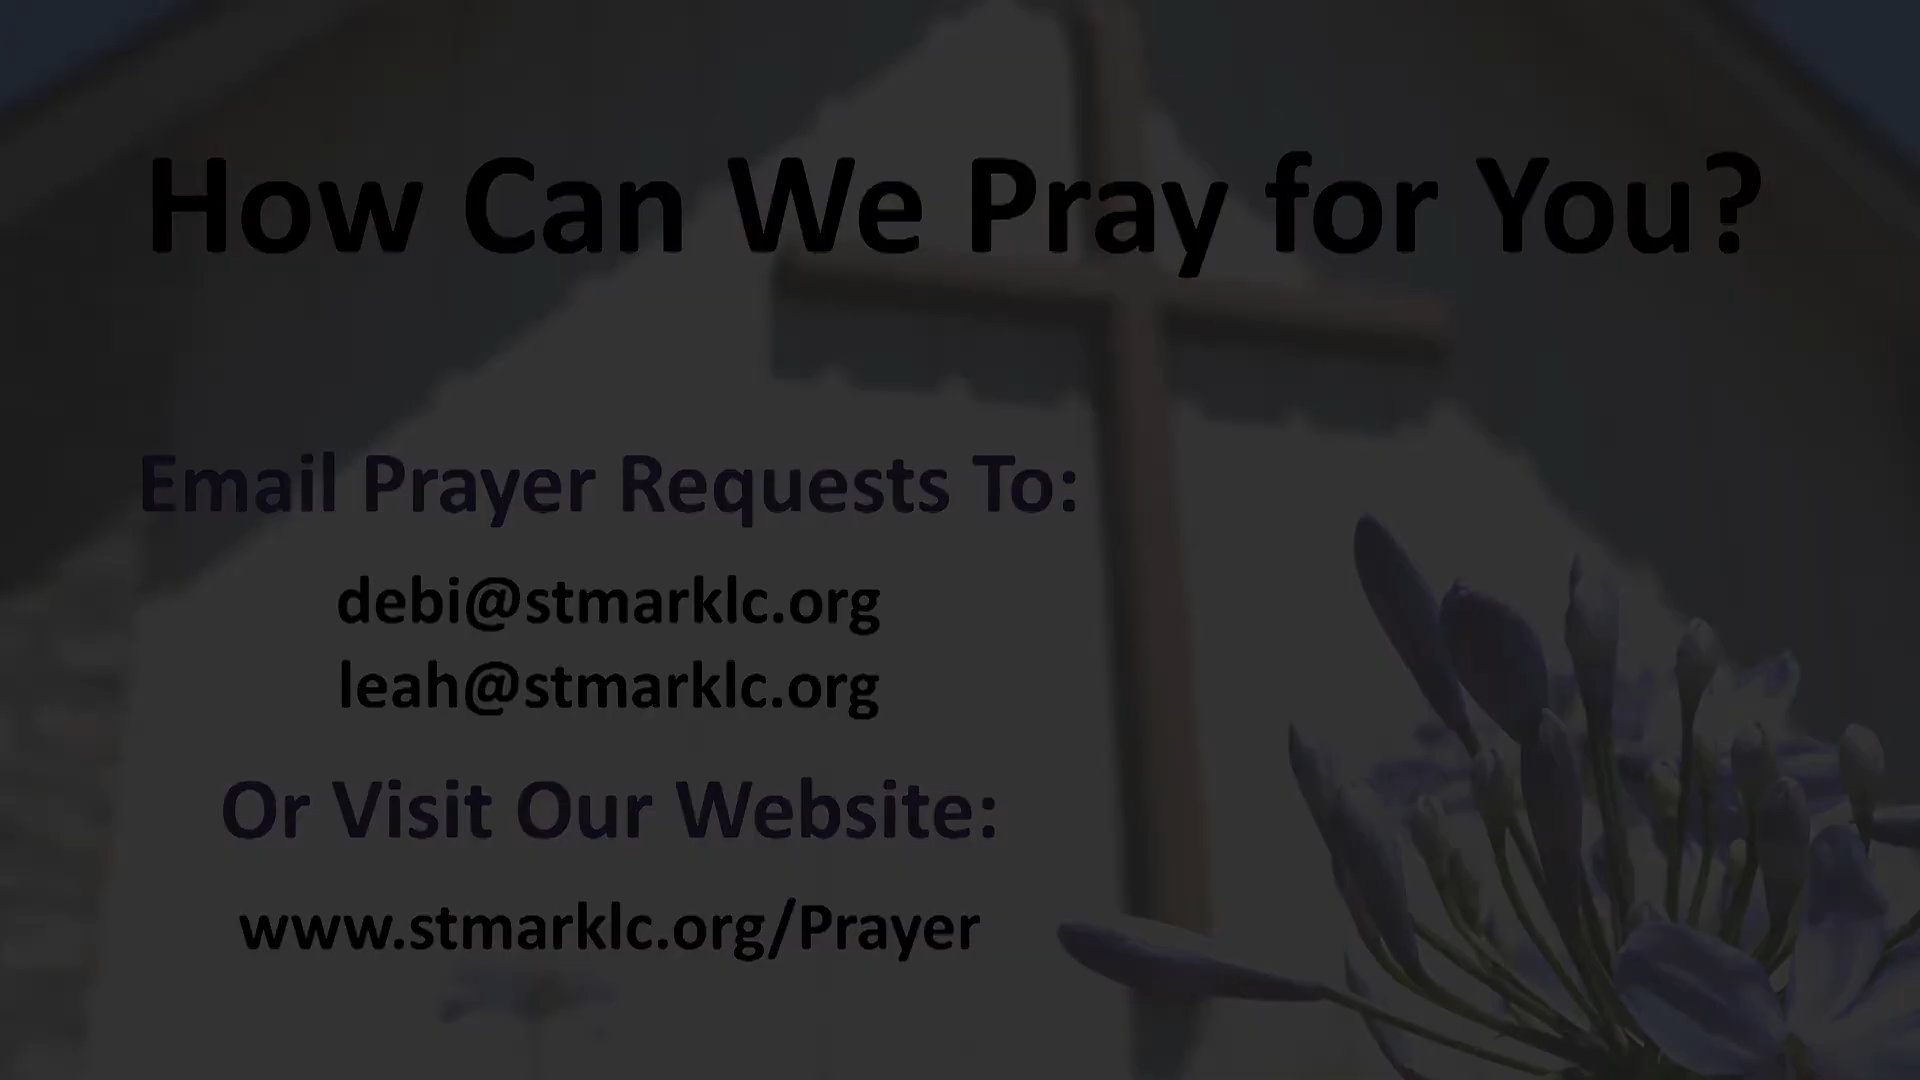 How Can We Pray for You?
Email Prayer Requests To:
debi@stmarklc.org
leah@stmarklc.org
Or Visit Our Website:
www.stmarklc.org/Prayer